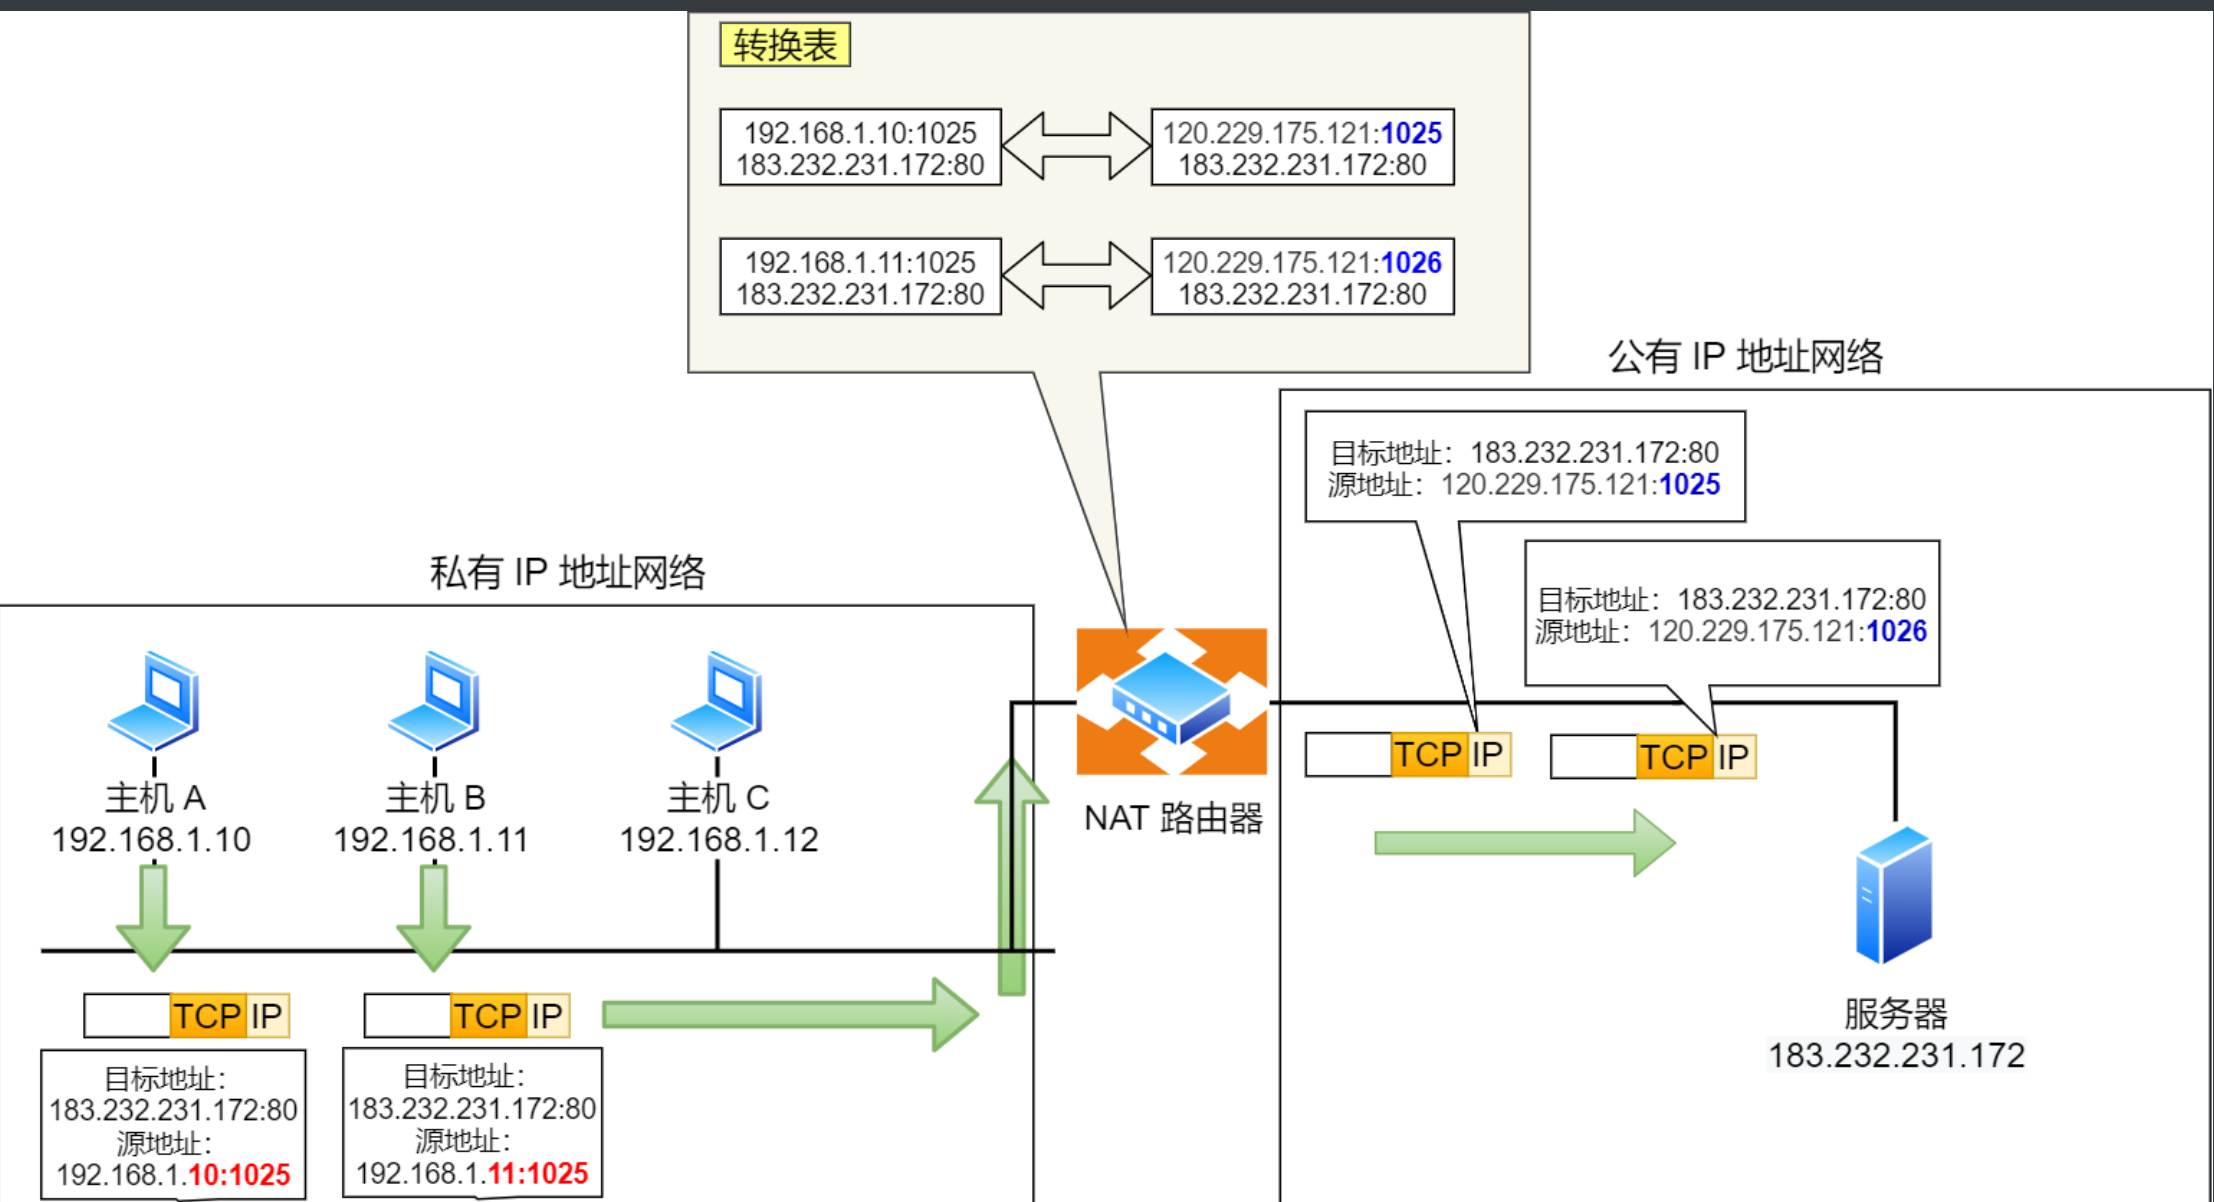 转换表
192.168.1.10:1025
183.232.231.172:80
120.229.175.121:1025
183.232.231.172:80
192.168.1.11:1025
183.232.231.172:80
120.229.175.121:1026
183.232.231.172:80
公有 IP 地址网络
目标地址：183.232.231.172:80
源地址：120.229.175.121:1025
目标地址：183.232.231.172:80
源地址：120.229.175.121:1026
私有 IP 地址网络
TCP IP
TCP IP
NAT 路由器
主机 A
192.168.1.10
主机 B
192.168.1.11
主机 C
192.168.1.12
服务器
183.232.231.172
TCP IP
目标地址：
183.232.231.172:80
源地址：
192.168.1.10:1025
TCP IP
目标地址：
183.232.231.172:80
源地址：
192.168.1.11:1025